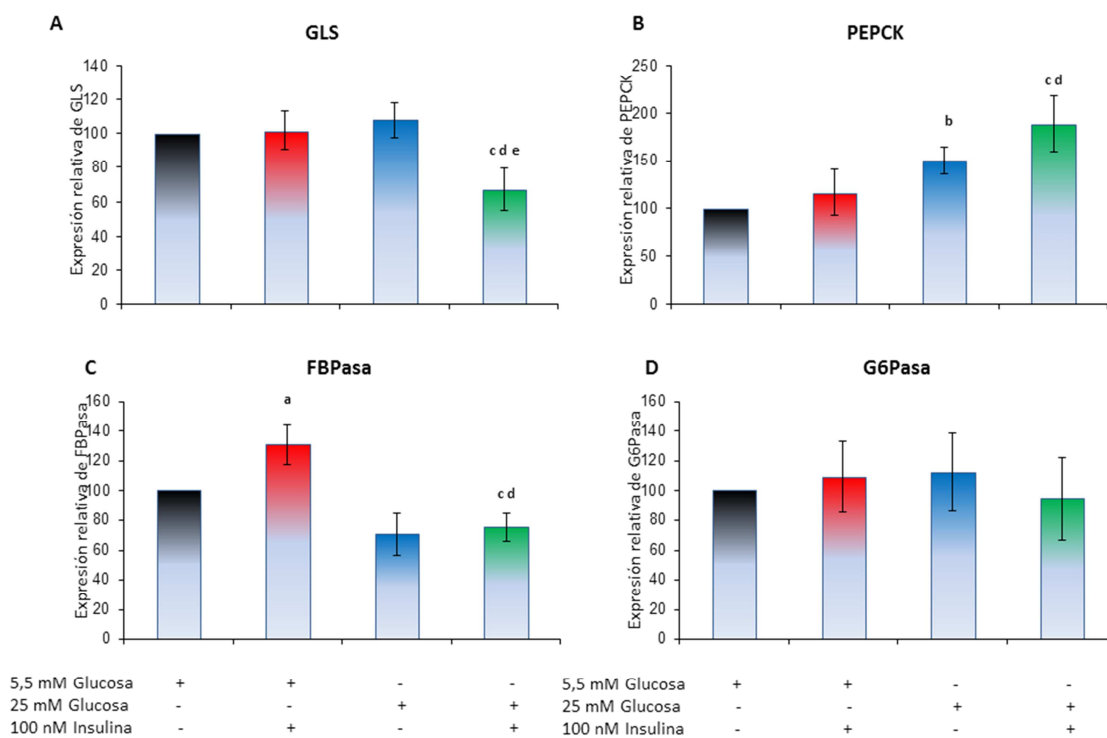 A
GLS
Expresión relativa de GLS
140
120
100
80
60
40
20
0
c d e
B
PEPCK
Expresión relativa de PEPCK
250
200
150
100
50
0
b
c d
C
FBPasa
Expresión relativa de FBPasa
160
140
120
100
80
60
40
20
0
a
c d
D
G6Pasa
Expresión relativa de G6Pasa
160
140
120
100
80
60
40
20
0
5,5 mM Glucosa + + - -
25 mM Glucosa - - + +
100 nM Insulina - + - +
5,5 mM Glucosa + + - -
25 mM Glucosa - - + +
100 nM Insulina - + - +